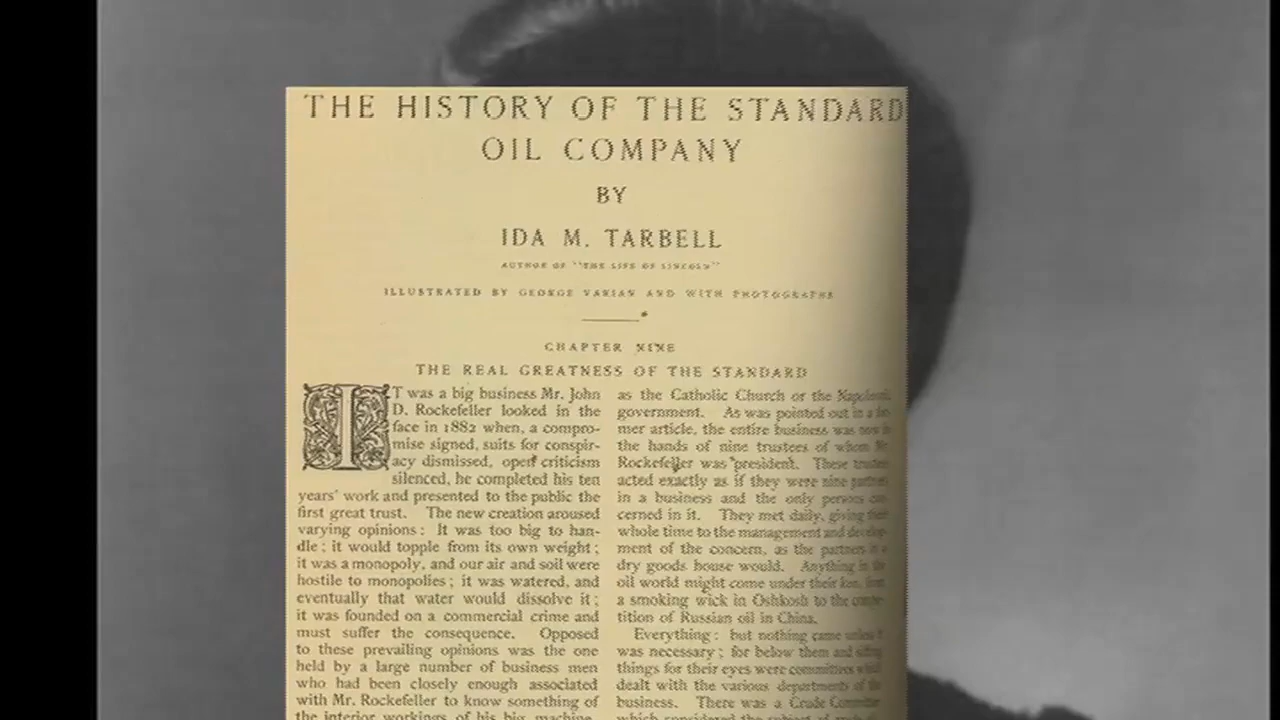 THE HISTORY OF THE STANDARD
OIL COMPANY
BY
IDA M. TARBELL
AUTHOR OF "THE LIFE OF LINCOLN"
ILLUSTRATED BY GEORGE VARIAN AND WITH PHOTOGRAPHS
CHAPTER NINE
THE REAL GREATNESS OF THE STANDARD
IT was a big business Mr. John
D. Rockefeller looked in the
face in 1882 when, a compro-
mise signed, suits for conspir-
acy dismissed, open criticism
silenced, he completed his ten
years' work and presented to the public the
first great trust. The new creation aroused
varying opinions: It was too big to han-
dle; it would topple from its own weight;
it was a monopoly, and our air and soil were
hostile to monopolies; it was watered, and
eventually that water would dissolve it;
it was founded on a commercial crime and
must suffer the consequence. Opposed
to these prevailing opinions was the one
held by a large number of business men
who had been closely enough associated
with Mr. Rockefeller to know something of
the interior workings of his big machine.
as the Catholic Church or the Napoleonic
government. As was pointed out in a for-
mer article, the entire business was now in
the hands of nine trustees of whom Mr.
Rockefeller was president. These trustees
acted exactly as if they were nine partners
in a business and the only persons con-
cerned in it. They met daily, giving their
whole time to the management and develop-
ment of the concern, as the partners in a
dry goods house would. Anything in the
oil world might come under their ken, from
a smoking wick in Oshkosh to the compe-
tition of Russian oil in China.
Everything: but nothing came unless it
was necessary; for below them and sifting
things for their eyes were committees which
dealt with the various departments of the
business. There was a Crude Committee
which considered the subject of